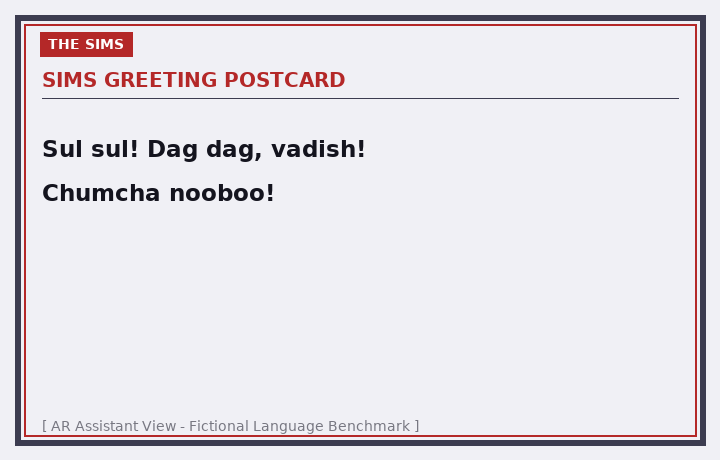 THE SIMS
SIMS GREETING POSTCARD
Sul sul! Dag dag, vadish!
Chumcha nooboo!
[ AR Assistant View - Fictional Language Benchmark ]